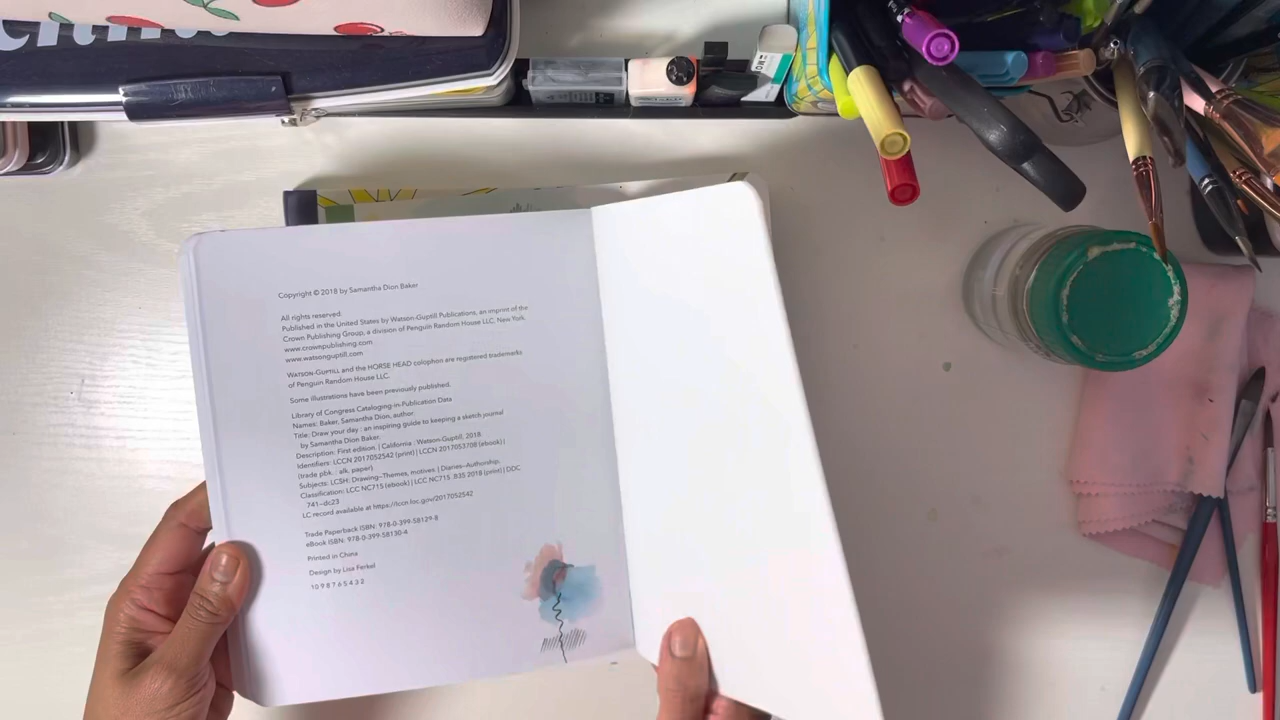 Copyright © 2018 by Samantha Dion Baker
All rights reserved.
Published in the United States by Watson-Guptill Publications, an imprint of the
Crown Publishing Group, a division of Penguin Random House LLC, New York.
www.crownpublishing.com
www.watsonguptill.com
WATSON-GUPTILL and the HORSE HEAD colophon are registered trademarks
of Penguin Random House LLC.
Some illustrations have been previously published.
Library of Congress Cataloging-in-Publication Data
Names: Baker, Samantha Dion, author.
Title: Draw your day : an inspiring guide to keeping a sketch journal
by Samantha Dion Baker.
Description: First edition. | California : Watson-Guptill, 2018.
Identifiers: LCCN 2017052542 (print) | LCCN 2017053708 (ebook) |
(trade pbk. : alk. paper)
Subjects: LCSH: Drawing--Themes, motives. | Diaries--Authorship.
Classification: LCC NC715 (ebook) | LCC NC715 .B35 2018 (print) | DDC
741--dc23
LC record available at https://lccn.loc.gov/2017052542
Trade Paperback ISBN: 978-0-399-58129-8
eBook ISBN: 978-0-399-58130-4
Printed in China
Design by Lisa Ferkel
10 9 8 7 6 5 4 3 2